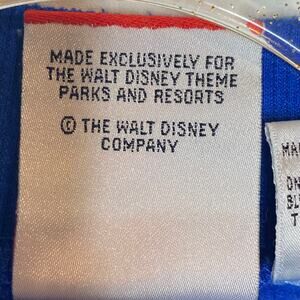 MADE EXCLUSIVELY FOR
THE WALT DISNEY THEME
PARKS AND RESORTS
© THE WALT DISNEY
COMPANY